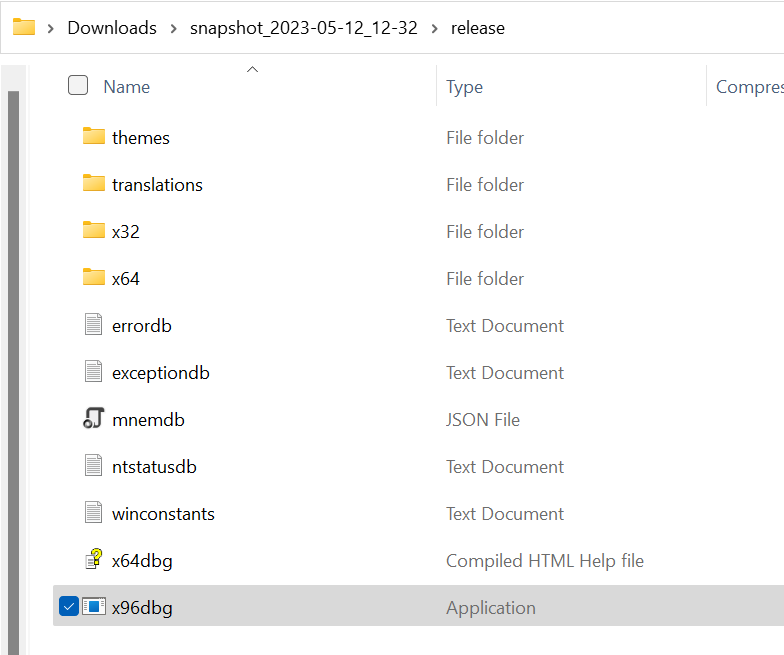 Downloads > snapshot_2023-05-12_12-32 > release
Name Type Compres
themes File folder
translations File folder
x32 File folder
x64 File folder
errordb Text Document
exceptiondb Text Document
mnemdb JSON File
ntstatusdb Text Document
winconstants Text Document
x64dbg Compiled HTML Help file
x96dbg Application